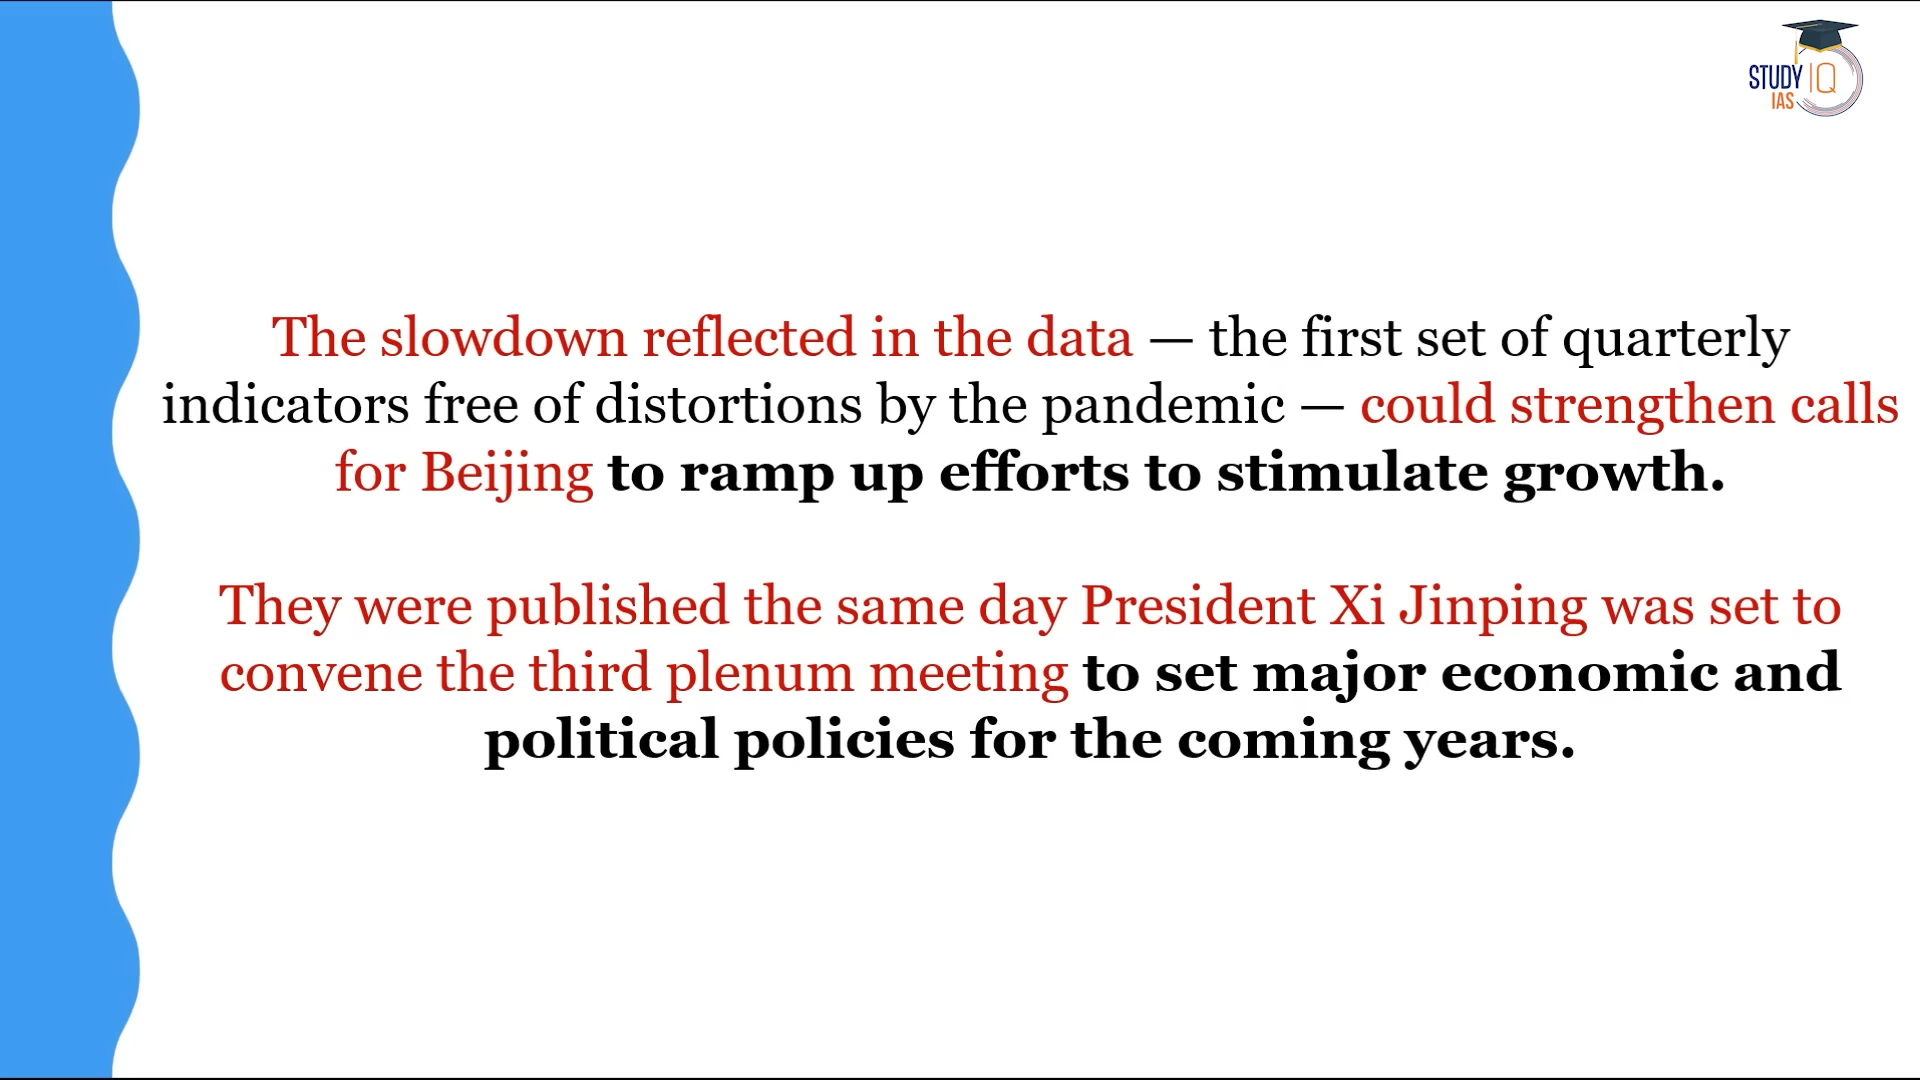 STUDY IQ
IAS
The slowdown reflected in the data — the first set of quarterly
indicators free of distortions by the pandemic — could strengthen calls
for Beijing to ramp up efforts to stimulate growth.
They were published the same day President Xi Jinping was set to
convene the third plenum meeting to set major economic and
political policies for the coming years.